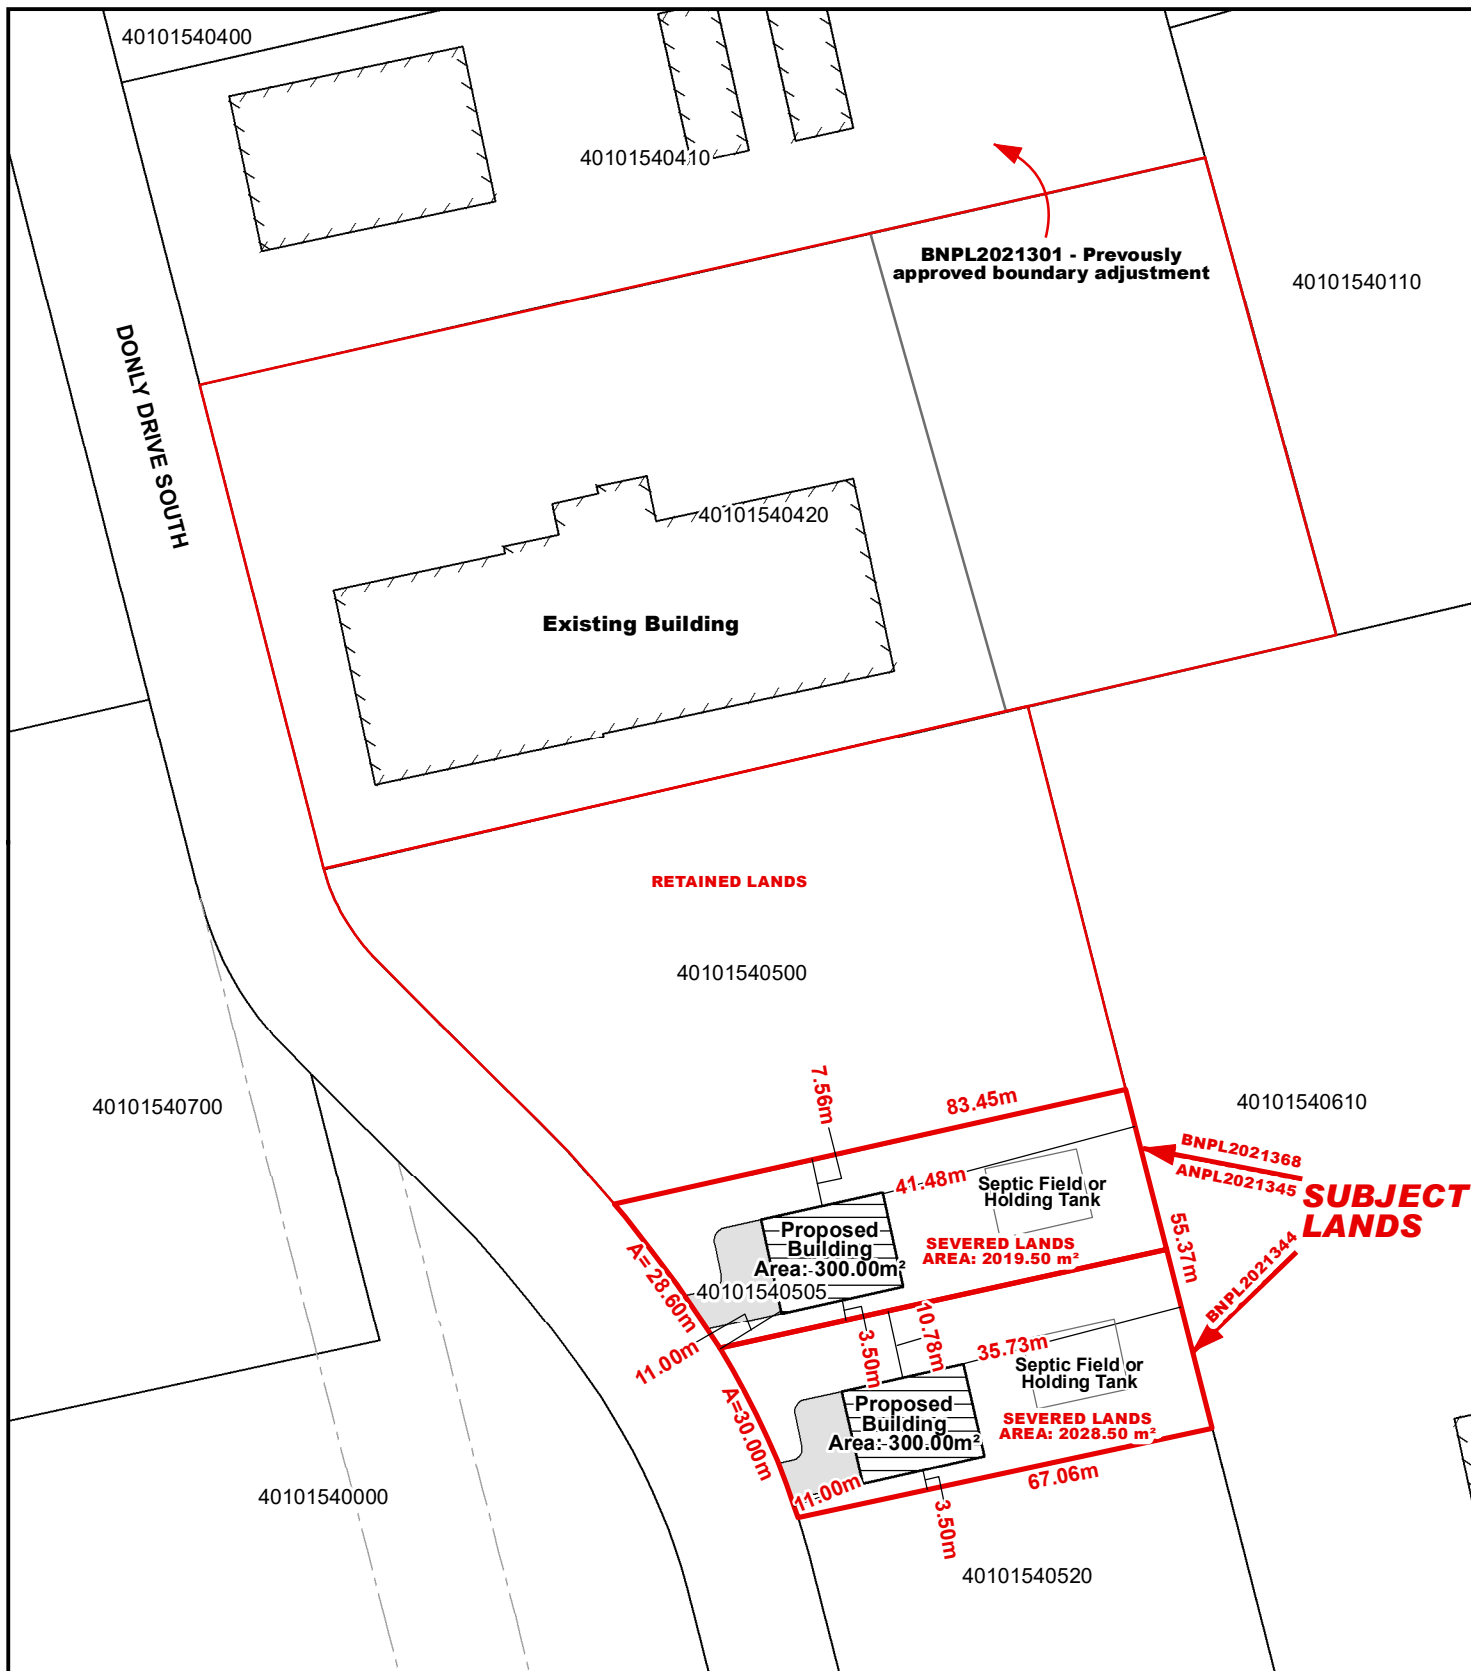 40101540400
40101540410
BNPL2021301 - Prevously
approved boundary adjustment
40101540110
DONLY DRIVE SOUTH
40101540420
Existing Building
RETAINED LANDS
40101540500
40101540700
7.56m
83.45m
40101540610
BNPL2021368
ANPL2021345
SUBJECT
LANDS
BNPL2021344
41.48m
Septic Field or
Holding Tank
55.37m
Proposed
Building
Area: 300.00m²
SEVERED LANDS
AREA: 2019.50 m²
A= 28.60m
40101540505
11.00m
3.50m
10.78m
35.73m
Septic Field or
Holding Tank
A=30.00m
Proposed
Building
Area: 300.00m²
SEVERED LANDS
AREA: 2028.50 m²
11.00m
67.06m
3.50m
40101540000
40101540520